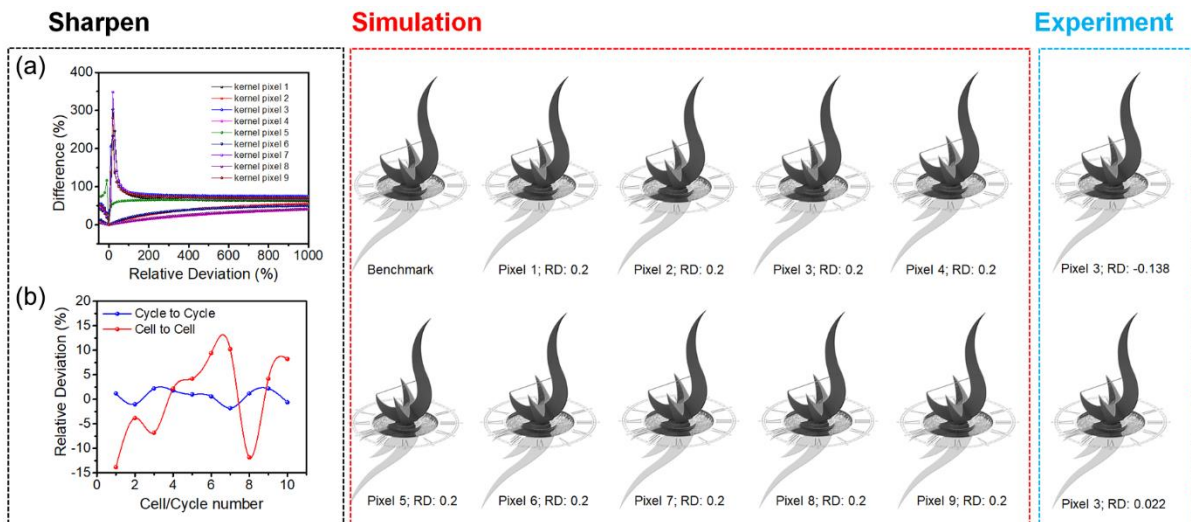 Sharpen
Simulation
Experiment
(a)
400
300
200
100
0
Difference (%)
kernel pixel 1
kernel pixel 2
kernel pixel 3
kernel pixel 4
kernel pixel 5
kernel pixel 6
kernel pixel 7
kernel pixel 8
kernel pixel 9
0 200 400 600 800 1000
Relative Deviation (%)
Benchmark
Pixel 1; RD: 0.2
Pixel 2; RD: 0.2
Pixel 3; RD: 0.2
Pixel 4; RD: 0.2
Pixel 3; RD: -0.138
(b)
20
15
10
5
0
-5
-10
-15
Relative Deviation (%)
Cycle to Cycle
Cell to Cell
0 2 4 6 8 10
Cell/Cycle number
Pixel 5; RD: 0.2
Pixel 6; RD: 0.2
Pixel 7; RD: 0.2
Pixel 8; RD: 0.2
Pixel 9; RD: 0.2
Pixel 3; RD: 0.022